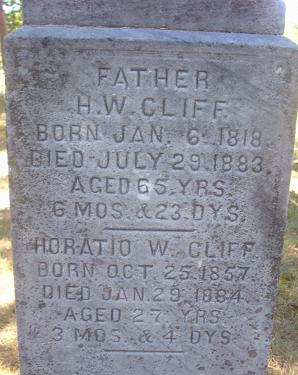 FATHER
H.W. CLIFF
BORN JAN. 6. 1818.
DIED JULY 29. 1883.
AGED 65 YRS.
6 MOS. & 23. DYS.
HORATIO W. CLIFF
BORN OCT. 25. 1857.
DIED JAN. 29. 1884.
AGED 27 YRS.
3 MOS. & 4 DYS.